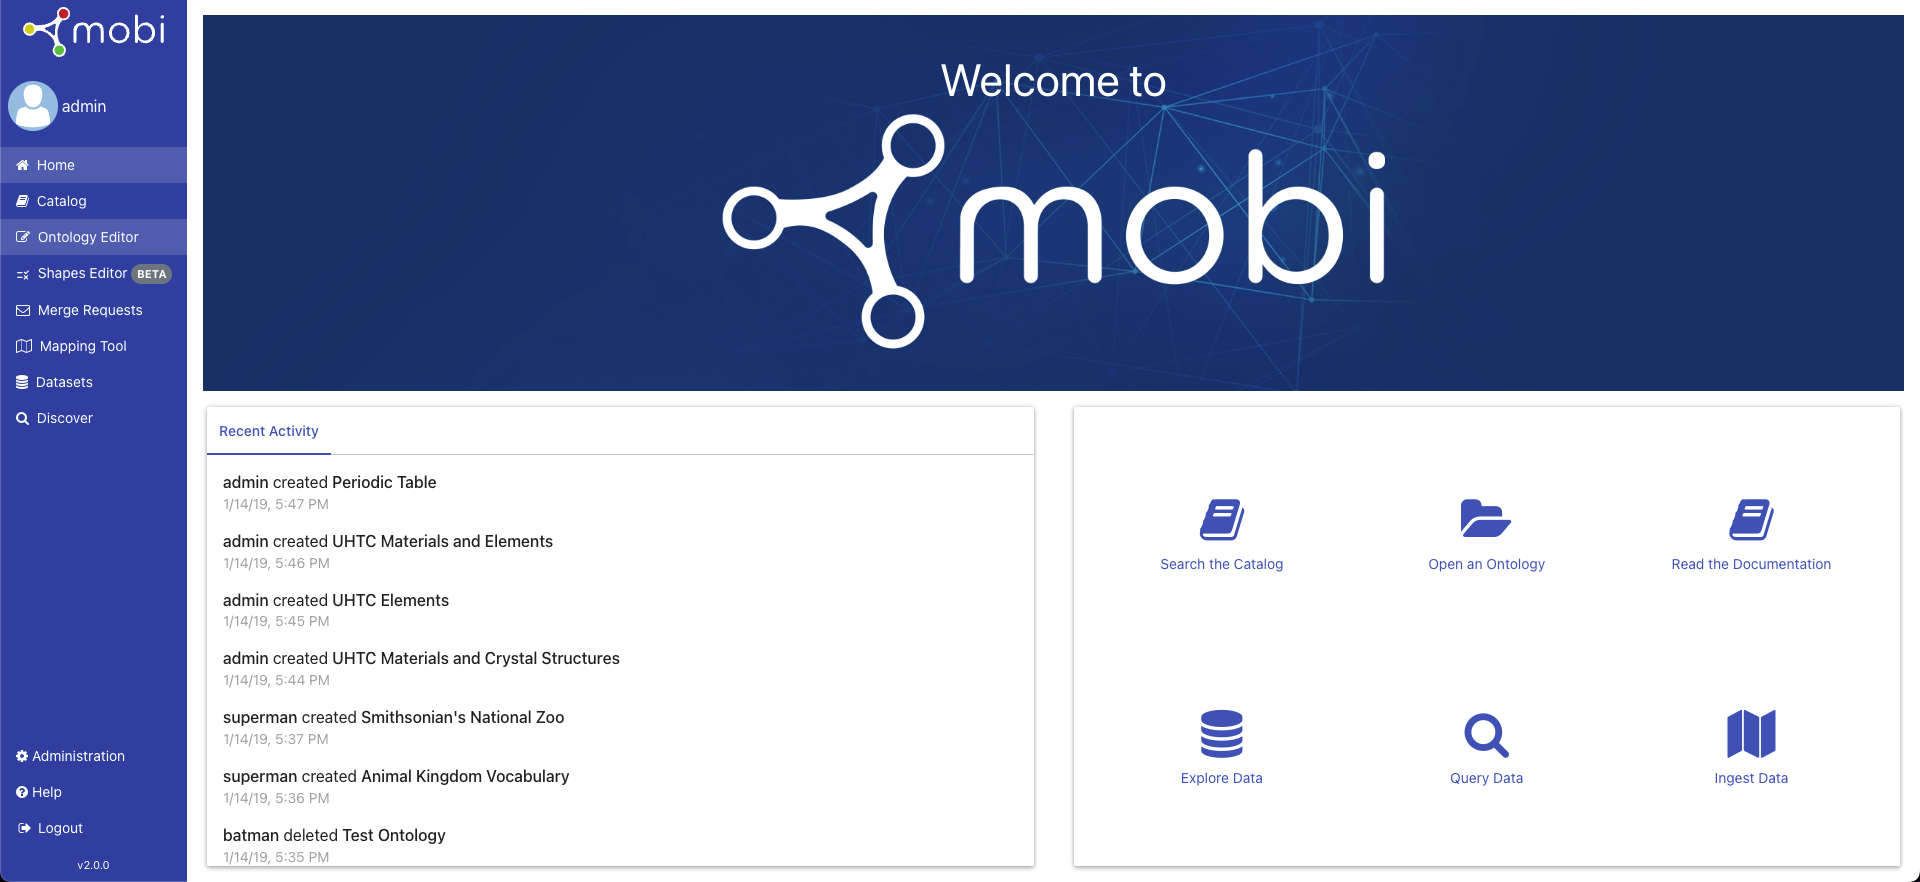 mobi
admin
Home
Catalog
Ontology Editor
Shapes Editor BETA
Merge Requests
Mapping Tool
Datasets
Discover
Administration
Help
Logout
v2.0.0
Welcome to
mobi
Recent Activity
admin created Periodic Table
1/14/19, 5:47 PM
admin created UHTC Materials and Elements
1/14/19, 5:46 PM
admin created UHTC Elements
1/14/19, 5:45 PM
admin created UHTC Materials and Crystal Structures
1/14/19, 5:44 PM
superman created Smithsonian's National Zoo
1/14/19, 5:37 PM
superman created Animal Kingdom Vocabulary
1/14/19, 5:36 PM
batman deleted Test Ontology
1/14/19, 5:35 PM
Search the Catalog
Open an Ontology
Read the Documentation
Explore Data
Query Data
Ingest Data